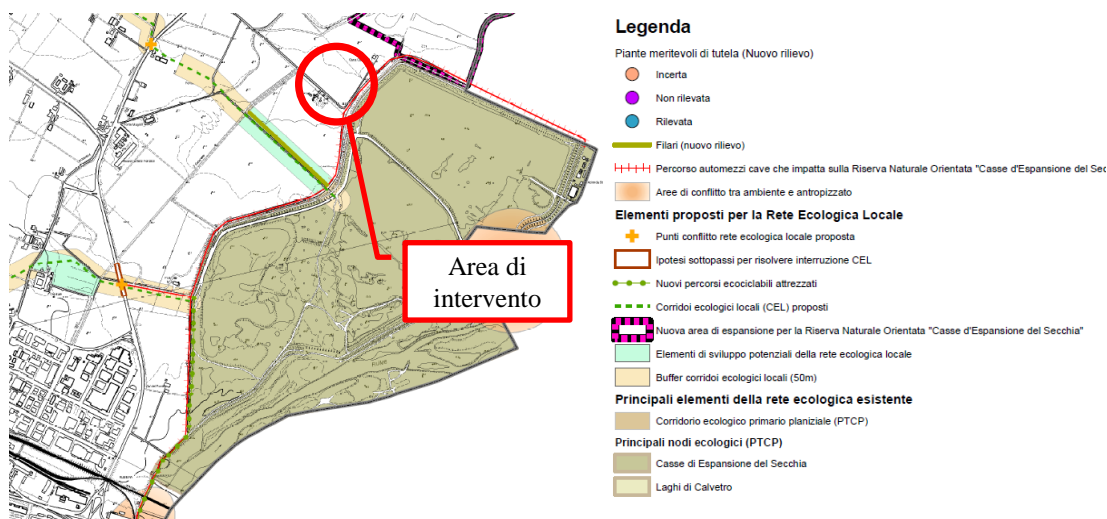 Area di
intervento
Legenda
Piante meritevoli di tutela (Nuovo rilievo)
Incerta
Non rilevata
Rilevata
Filari (nuovo rilievo)
Percorso automezzi cave che impatta sulla Riserva Naturale Orientata "Casse d'Espansione del Sec
Aree di conflitto tra ambiente e antropizzato
Elementi proposti per la Rete Ecologica Locale
Punti conflitto rete ecologica locale proposta
Ipotesi sottopassi per risolvere interruzione CEL
Nuovi percorsi ecociclabili attrezzati
Corridoi ecologici locali (CEL) proposti
Nuova area di espansione per la Riserva Naturale Orientata "Casse d'Espansione del Secchia"
Elementi di sviluppo potenziali della rete ecologica locale
Buffer corridoi ecologici locali (50m)
Principali elementi della rete ecologica esistente
Corridorio ecologico primario planiziale (PTCP)
Principali nodi ecologici (PTCP)
Casse di Espansione del Secchia
Laghi di Calvetro